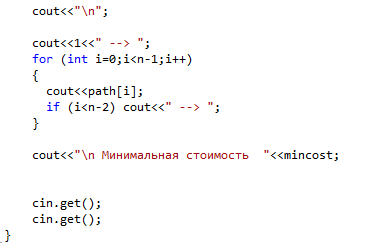 cout<<"\n";
cout<<1<<" --> ";
for (int i=0;i<n-1;i++)
{
cout<<path[i];
if (i<n-2) cout<<" --> ";
}
cout<<"\n Минимальная стоимость  "<<mincost;
cin.get();
cin.get();
}